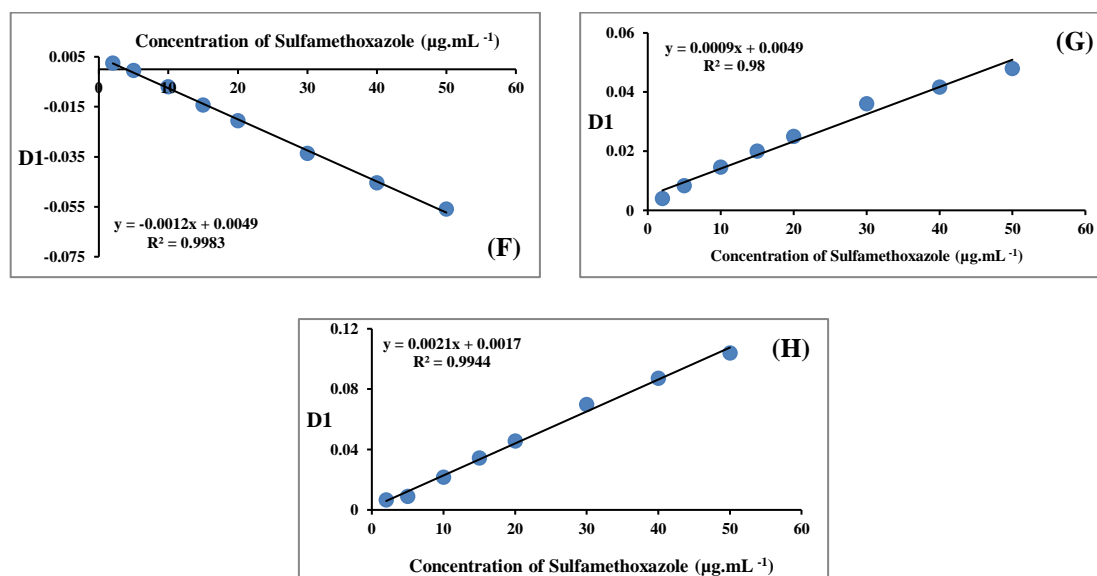 Concentration of Sulfamethoxazole (µg.mL -1)
0.005
0 10 20 30 40 50 60
-0.015
D1
-0.035
-0.055
-0.075
y = -0.0012x + 0.0049
R² = 0.9983
(F)
y = 0.0009x + 0.0049
R² = 0.98
(G)
0.06
0.04
D1
0.02
0
0 10 20 30 40 50 60
Concentration of Sulfamethoxazole (µg.mL -1)
y = 0.0021x + 0.0017
R² = 0.9944
(H)
0.12
0.08
D1
0.04
0
0 10 20 30 40 50 60
Concentration of Sulfamethoxazole (µg.mL -1)